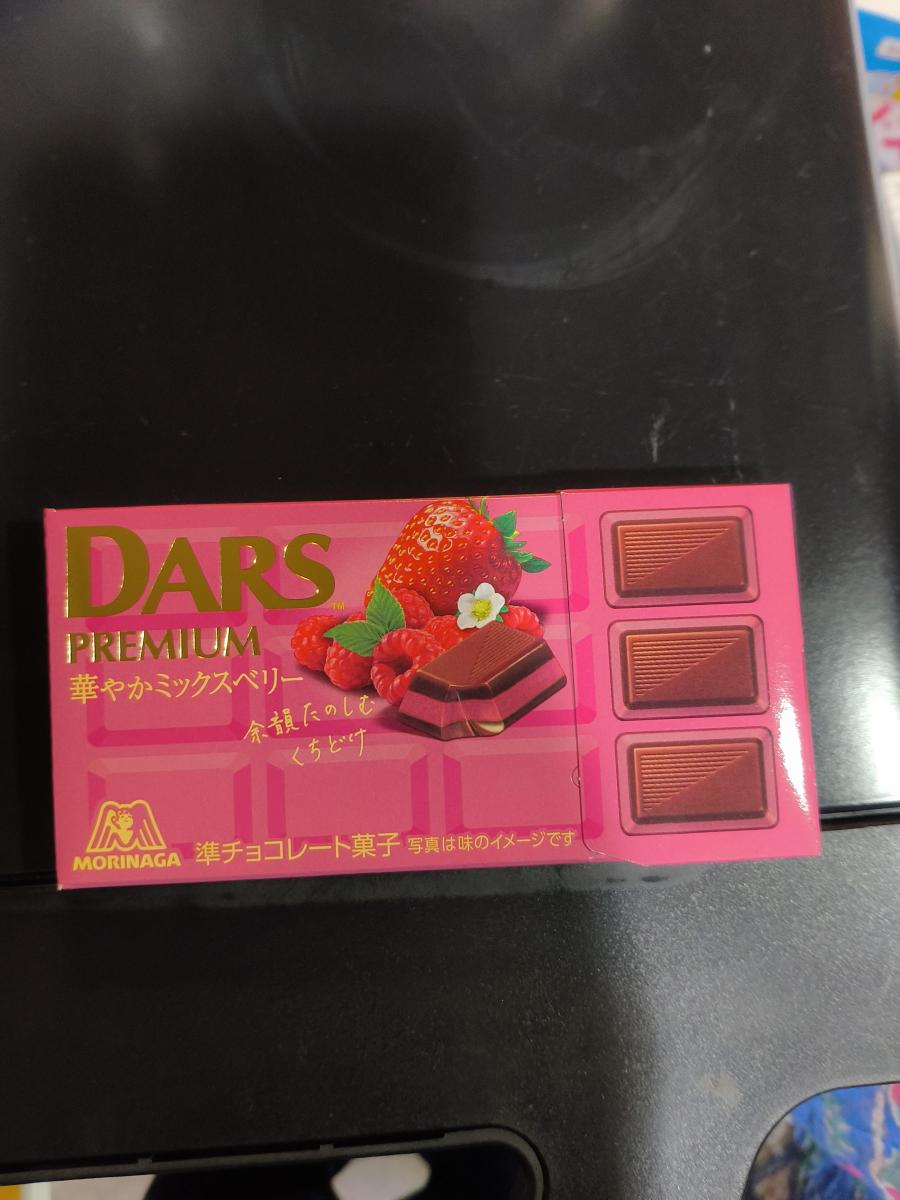 DARS™
PREMIUM
華やかミックスベリー
余韻たのしむ
くちどけ
MORINAGA
準チョコレート菓子 写真は味のイメージです